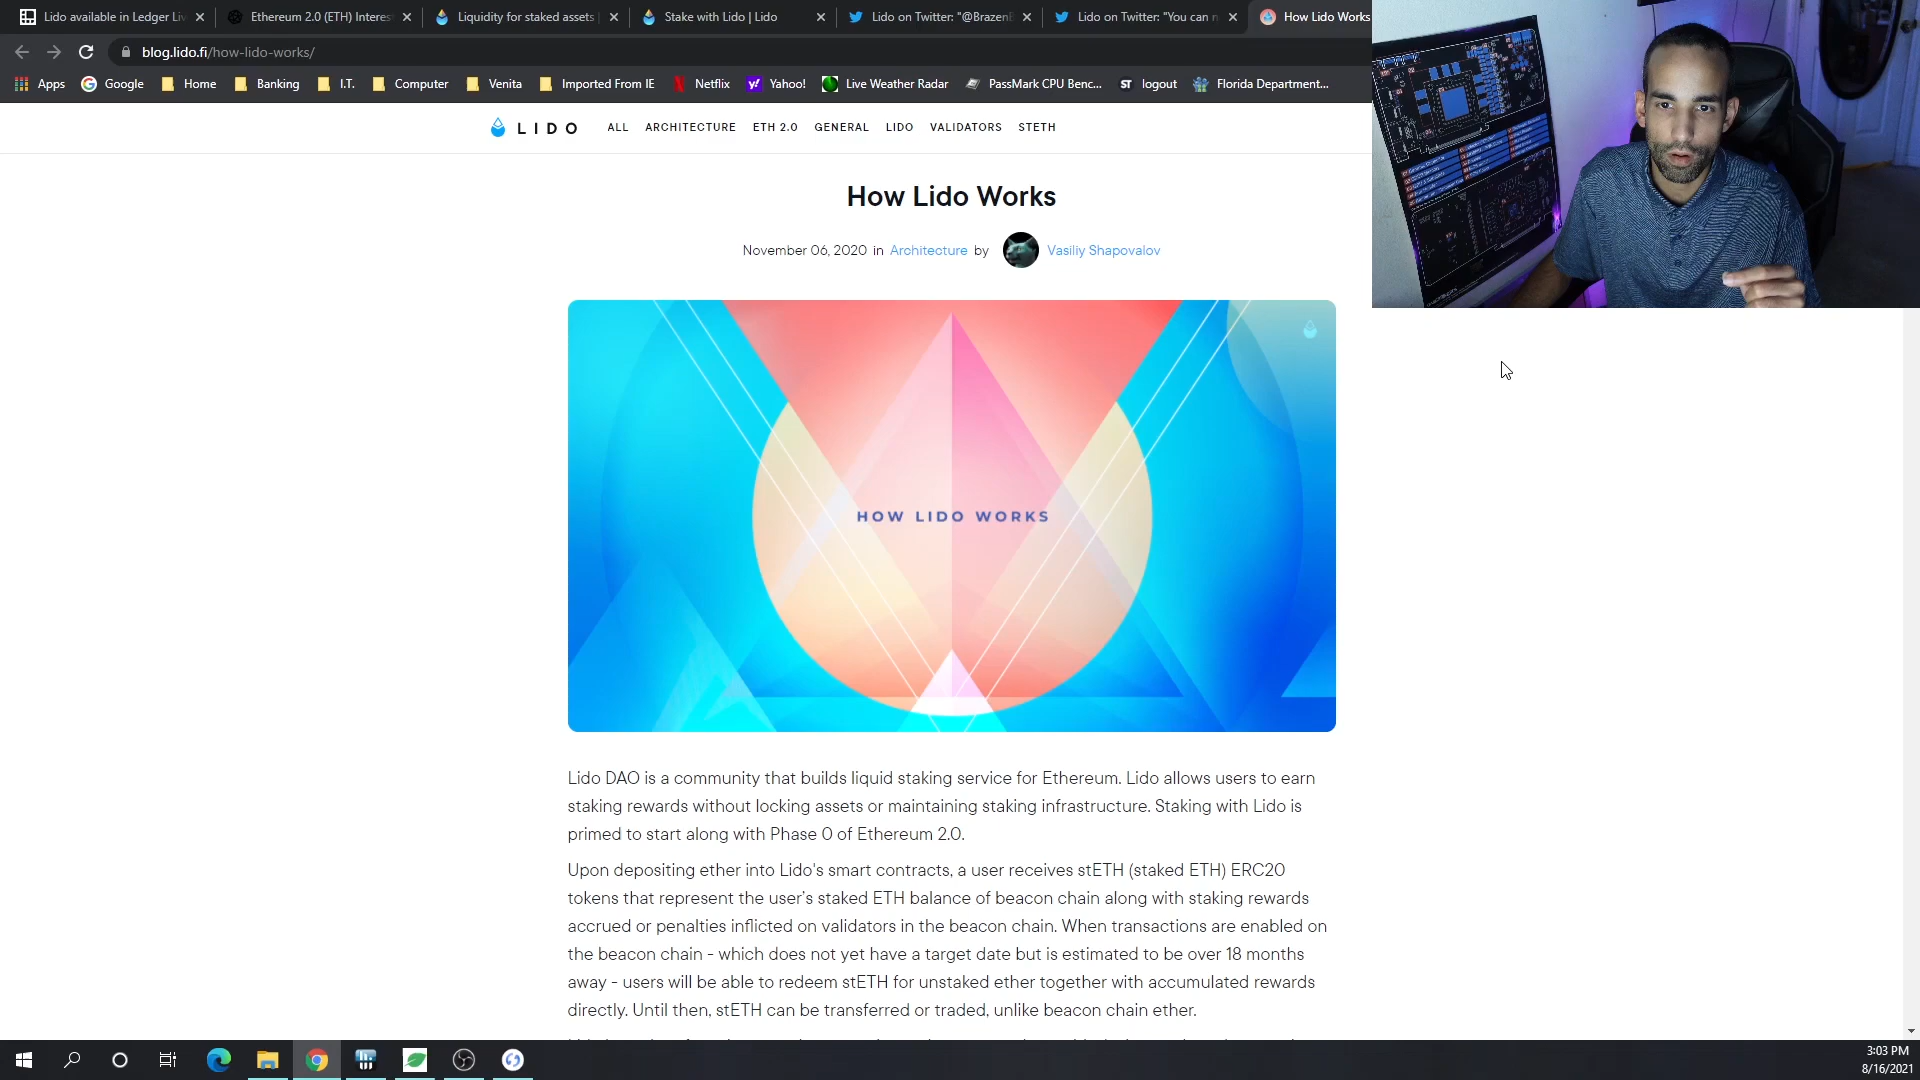 Lido available in Ledger Liv
Ethereum 2.0 (ETH) Interes
Liquidity for staked assets |
Stake with Lido | Lido
Lido on Twitter: "@BrazenB
Lido on Twitter: "You can n
How Lido Works
blog.lido.fi/how-lido-works/
Apps
Google
Home
Banking
I.T.
Computer
Venita
Imported From IE
Netflix
Yahoo!
Live Weather Radar
PassMark CPU Benc...
ST logout
Florida Department...
LIDO
ALL ARCHITECTURE ETH 2.0 GENERAL LIDO VALIDATORS STETH
How Lido Works
November 06, 2020 in Architecture by Vasiliy Shapovalov
HOW LIDO WORKS
Lido DAO is a community that builds liquid staking service for Ethereum. Lido allows users to earn
staking rewards without locking assets or maintaining staking infrastructure. Staking with Lido is
primed to start along with Phase 0 of Ethereum 2.0.
Upon depositing ether into Lido's smart contracts, a user receives stETH (staked ETH) ERC20
tokens that represent the user's staked ETH balance of beacon chain along with staking rewards
accrued or penalties inflicted on validators in the beacon chain. When transactions are enabled on
the beacon chain - which does not yet have a target date but is estimated to be over 18 months
away - users will be able to redeem stETH for unstaked ether together with accumulated rewards
directly. Until then, stETH can be transferred or traded, unlike beacon chain ether.
3:03 PM
8/16/2021